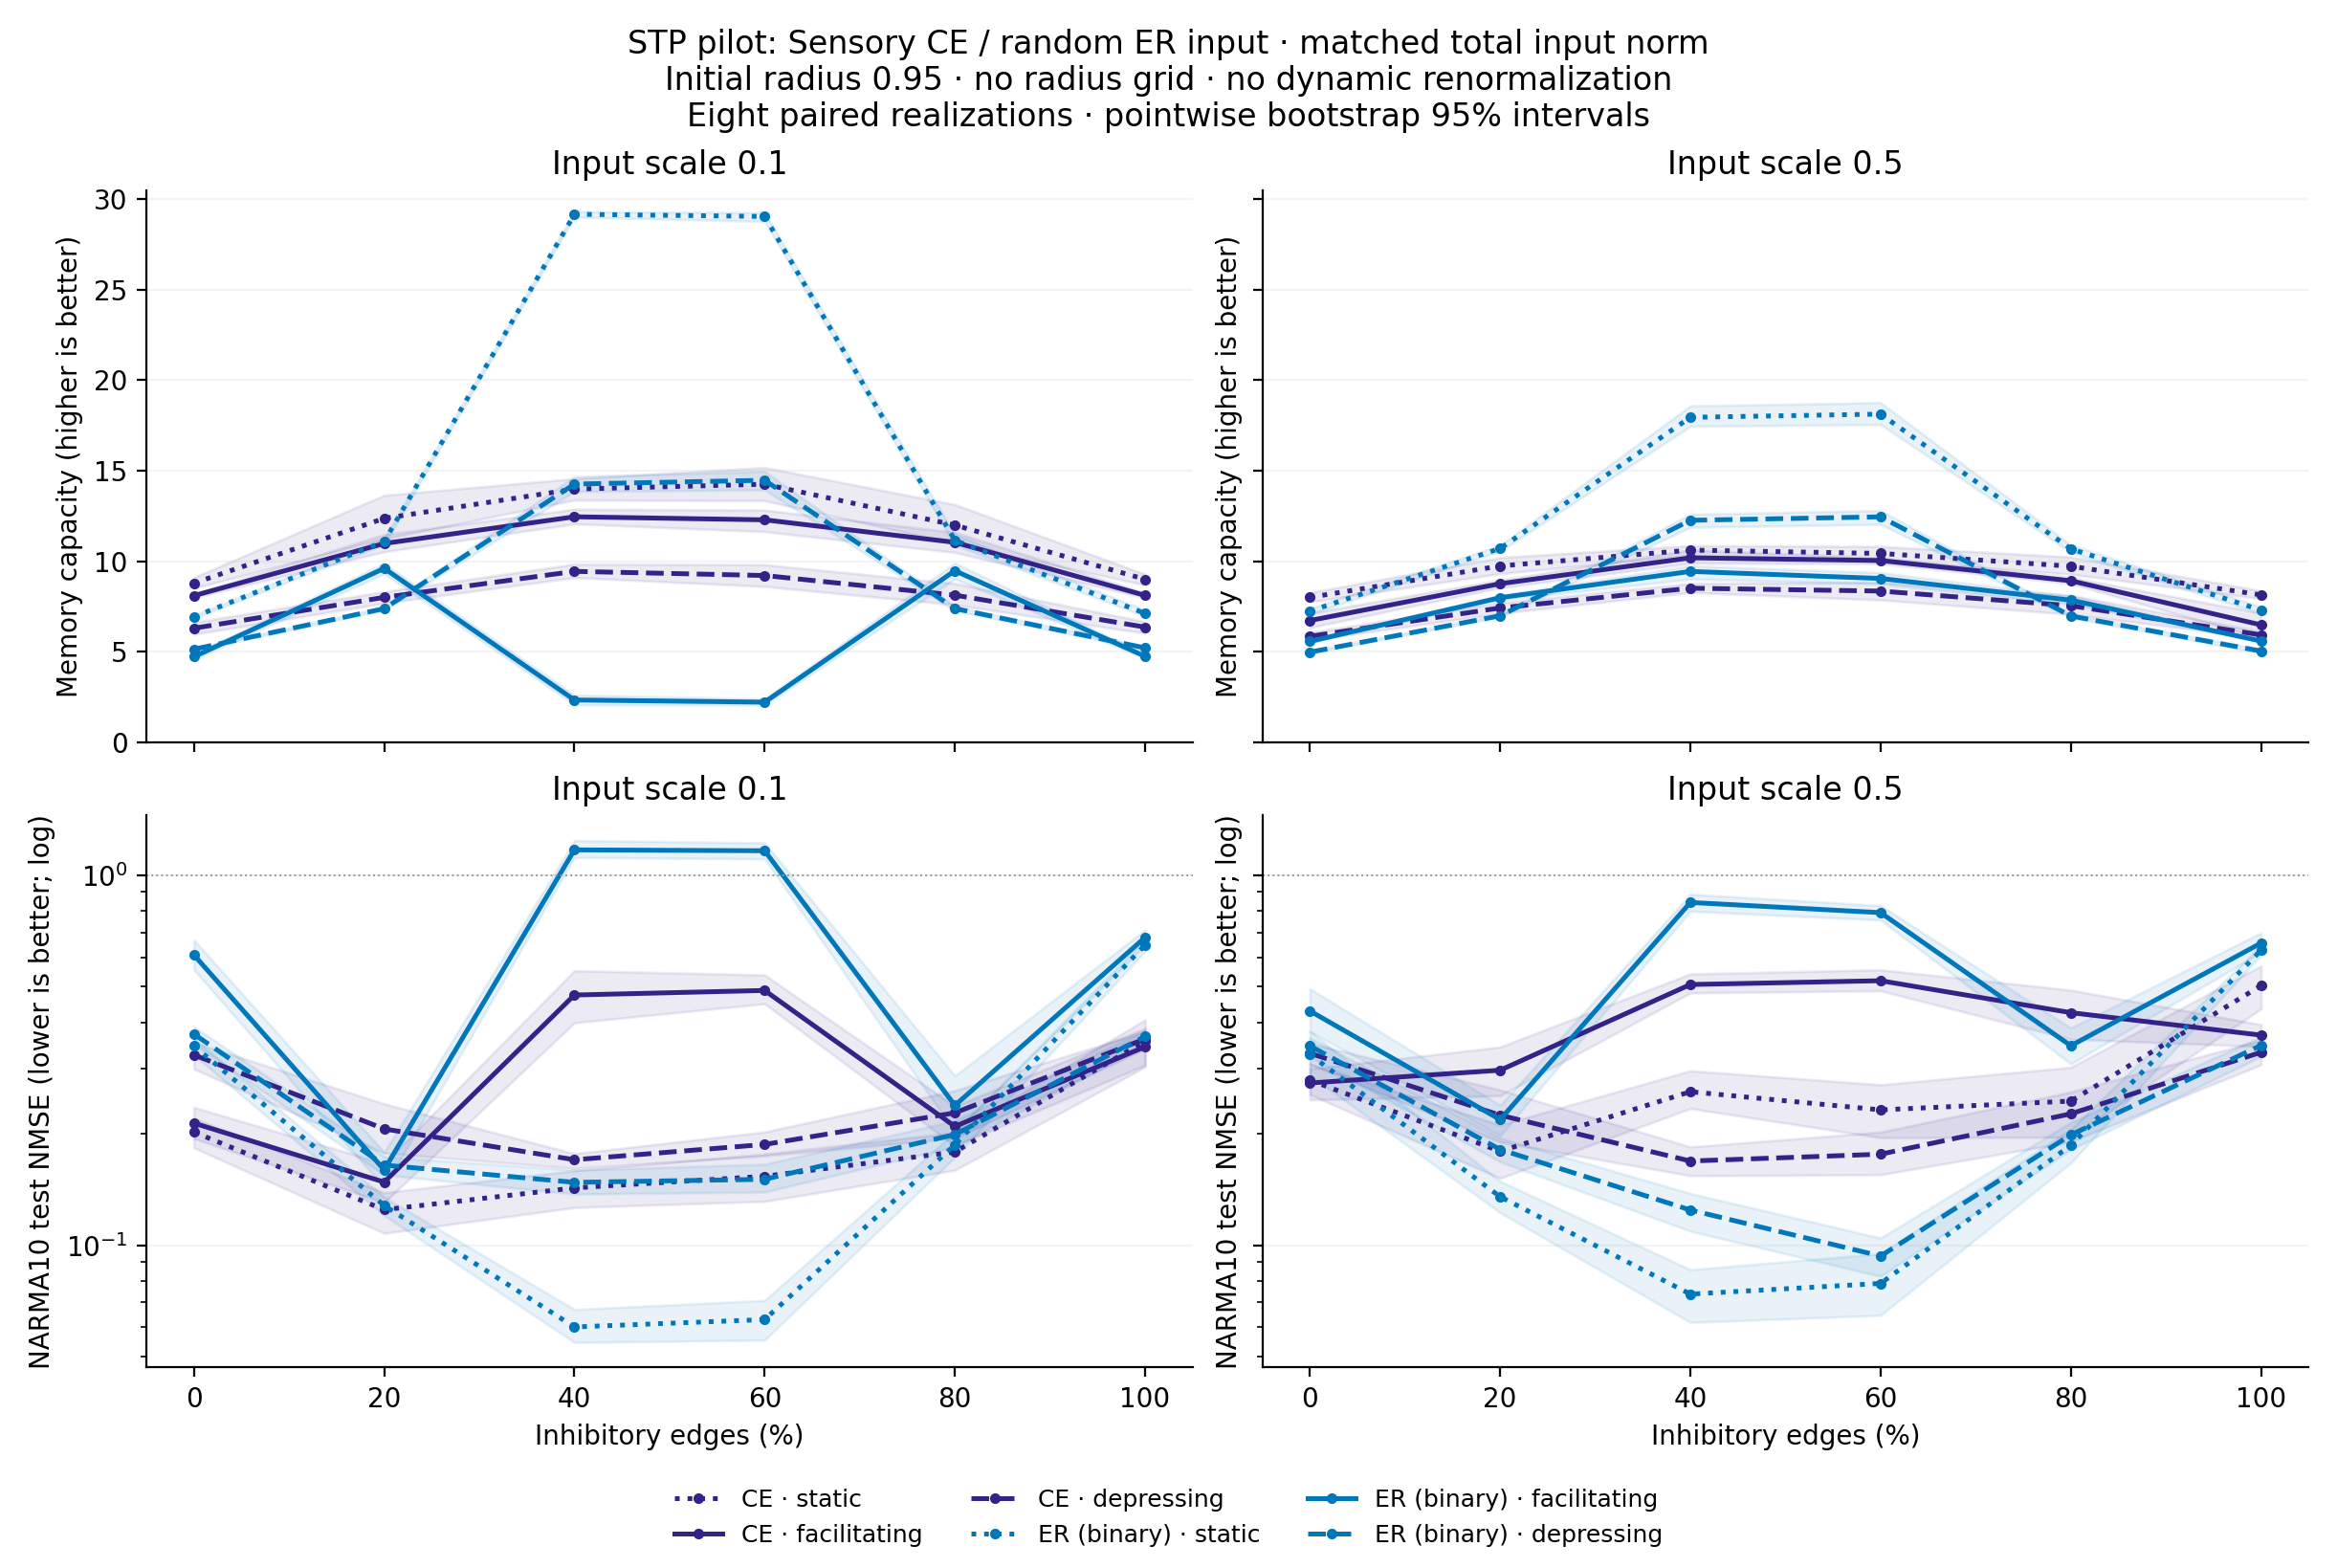 STP pilot: Sensory CE / random ER input · matched total input norm
Initial radius 0.95 · no radius grid · no dynamic renormalization
Eight paired realizations · pointwise bootstrap 95% intervals
Input scale 0.1
Input scale 0.5
Memory capacity (higher is better)
30
25
20
15
10
5
0
Memory capacity (higher is better)
Input scale 0.1
Input scale 0.5
NARMA10 test NMSE (lower is better; log)
10⁰
10⁻¹
NARMA10 test NMSE (lower is better; log)
0 20 40 60 80 100
0 20 40 60 80 100
Inhibitory edges (%)
Inhibitory edges (%)
CE · static
CE · facilitating
CE · depressing
ER (binary) · static
ER (binary) · facilitating
ER (binary) · depressing